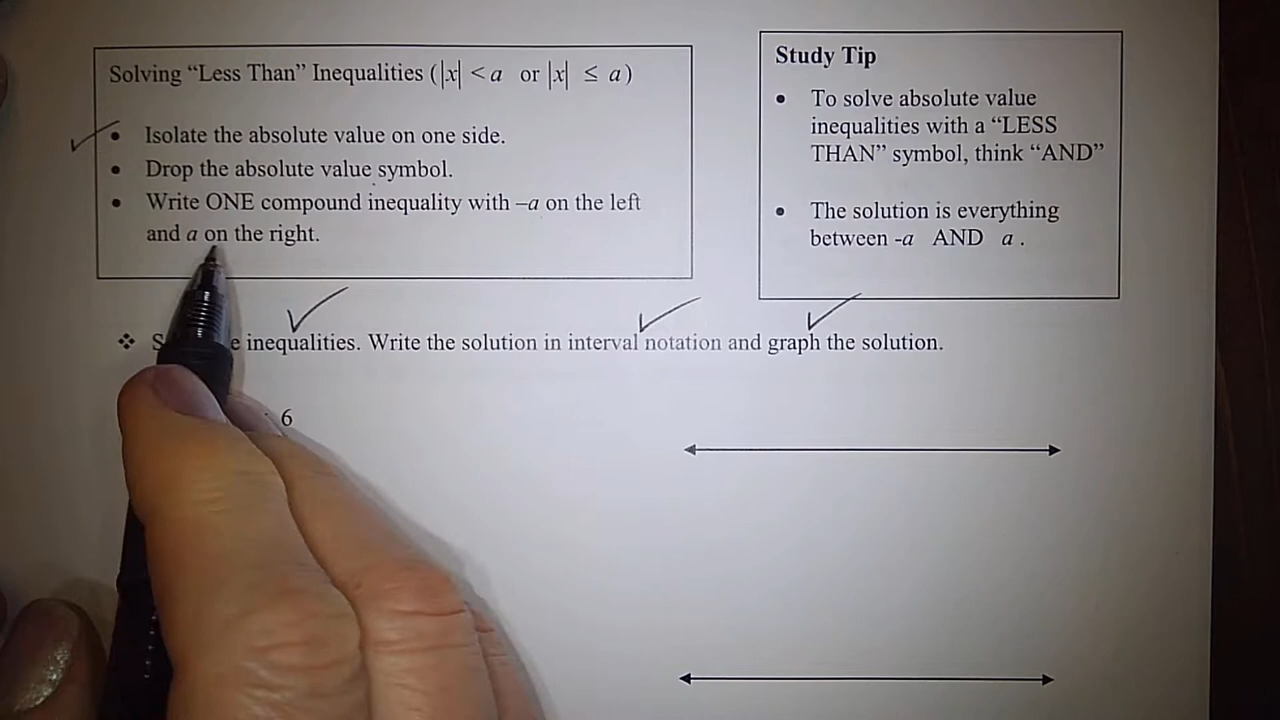 Solving “Less Than” Inequalities (|x| < a or |x| ≤ a)
• Isolate the absolute value on one side.
• Drop the absolute value symbol.
• Write ONE compound inequality with –a on the left
and a on the right.
Study Tip
• To solve absolute value
inequalities with a “LESS
THAN” symbol, think “AND”
• The solution is everything
between -a AND a .
inequalities. Write the solution in interval notation and graph the solution.
6